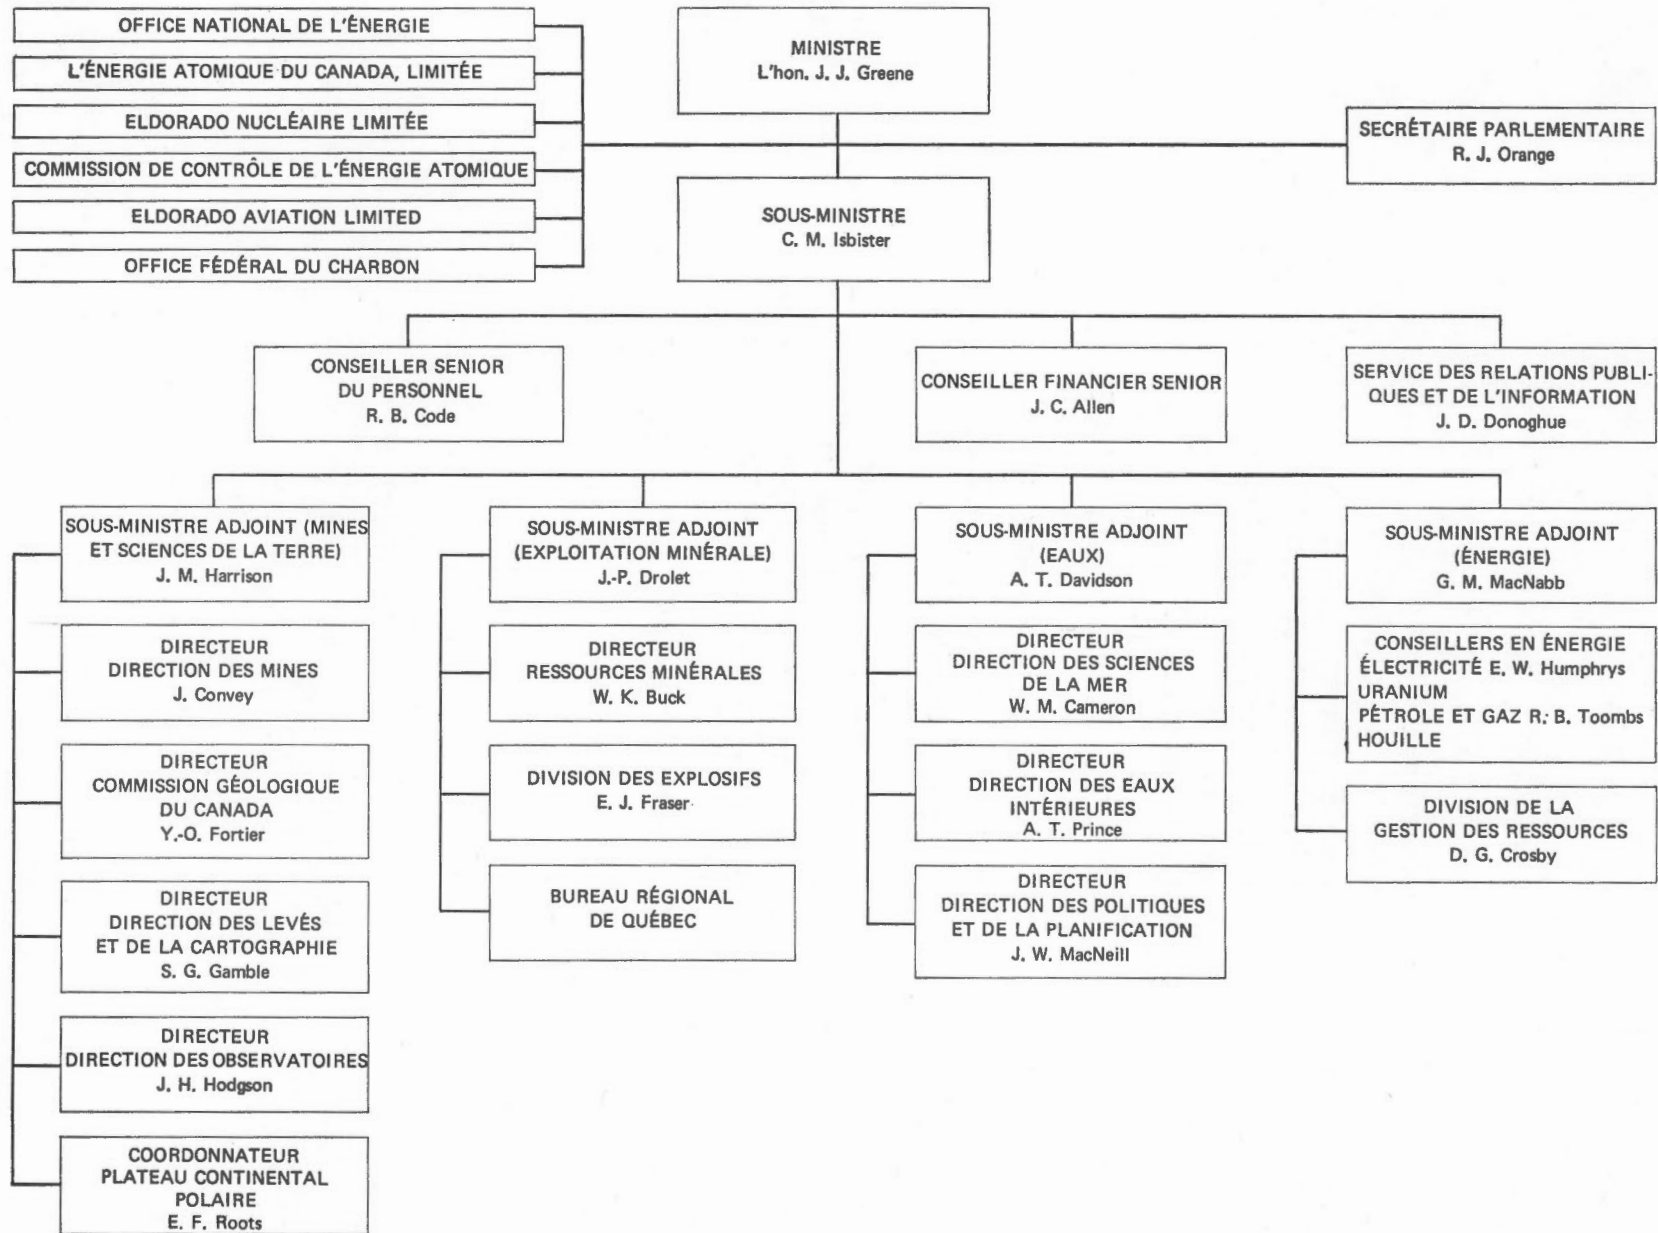 OFFICE NATIONAL DE L'ÉNERGIE
L'ÉNERGIE ATOMIQUE DU CANADA, LIMITÉE
ELDORADO NUCLÉAIRE LIMITÉE
COMMISSION DE CONTRÔLE DE L'ÉNERGIE ATOMIQUE
ELDORADO AVIATION LIMITED
OFFICE FÉDÉRAL DU CHARBON
MINISTRE
L'hon. J. J. Greene
SECRÉTAIRE PARLEMENTAIRE
R. J. Orange
SOUS-MINISTRE
C. M. Isbister
CONSEILLER SENIOR
DU PERSONNEL
R. B. Code
CONSEILLER FINANCIER SENIOR
J. C. Allen
SERVICE DES RELATIONS PUBLI-
QUES ET DE L'INFORMATION
J. D. Donoghue
SOUS-MINISTRE ADJOINT (MINES
ET SCIENCES DE LA TERRE)
J. M. Harrison
DIRECTEUR
DIRECTION DES MINES
J. Convey
DIRECTEUR
COMMISSION GÉOLOGIQUE
DU CANADA
Y.-O. Fortier
DIRECTEUR
DIRECTION DES LEVÉS
ET DE LA CARTOGRAPHIE
S. G. Gamble
DIRECTEUR
DIRECTION DES OBSERVATOIRES
J. H. Hodgson
COORDONNATEUR
PLATEAU CONTINENTAL
POLAIRE
E. F. Roots
SOUS-MINISTRE ADJOINT
(EXPLOITATION MINÉRALE)
J.-P. Drolet
DIRECTEUR
RESSOURCES MINÉRALES
W. K. Buck
DIVISION DES EXPLOSIFS
E. J. Fraser
BUREAU RÉGIONAL
DE QUÉBEC
SOUS-MINISTRE ADJOINT
(EAUX)
A. T. Davidson
DIRECTEUR
DIRECTION DES SCIENCES
DE LA MER
W. M. Cameron
DIRECTEUR
DIRECTION DES EAUX
INTÉRIEURES
A. T. Prince
DIRECTEUR
DIRECTION DES POLITIQUES
ET DE LA PLANIFICATION
J. W. MacNeill
SOUS-MINISTRE ADJOINT
(ÉNERGIE)
G. M. MacNabb
CONSEILLERS EN ÉNERGIE
ÉLECTRICITÉ E. W. Humphrys
URANIUM
PÉTROLE ET GAZ R. B. Toombs
HOUILLE
DIVISION DE LA
GESTION DES RESSOURCES
D. G. Crosby